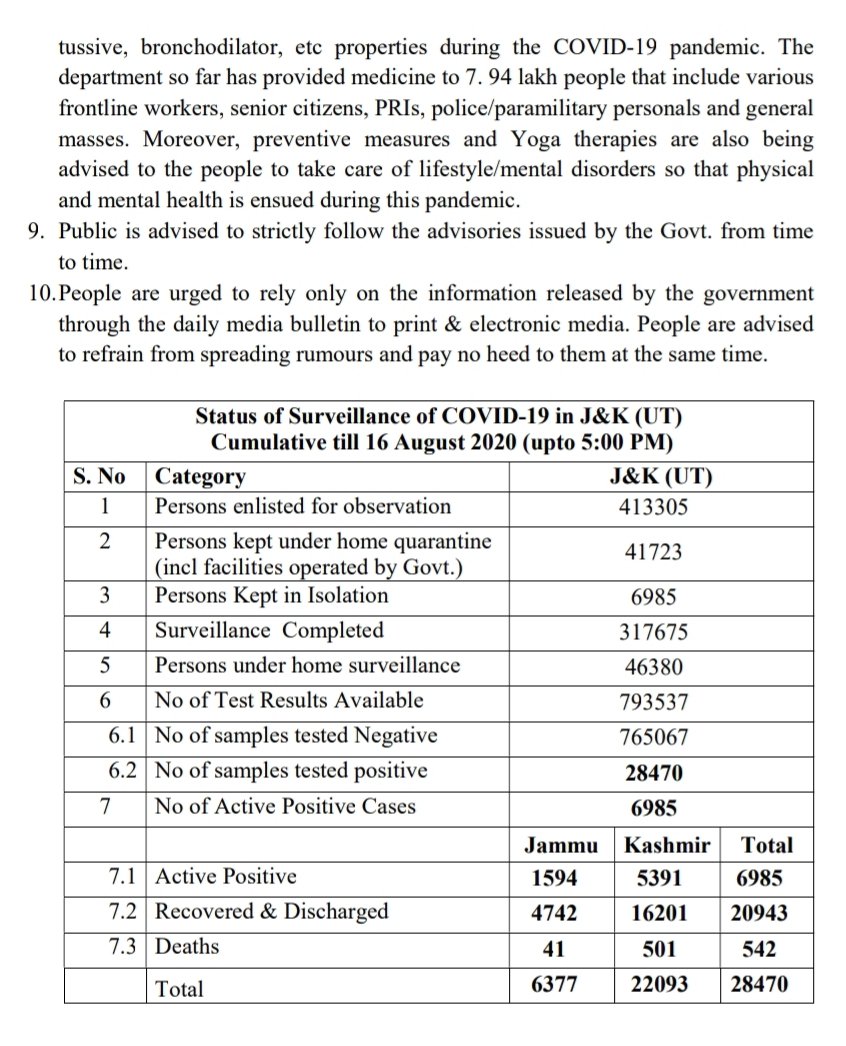 tussive, bronchodilator, etc properties during the COVID-19 pandemic. The
department so far has provided medicine to 7. 94 lakh people that include various
frontline workers, senior citizens, PRIs, police/paramilitary personals and general
masses. Moreover, preventive measures and Yoga therapies are also being
advised to the people to take care of lifestyle/mental disorders so that physical
and mental health is ensued during this pandemic.
9. Public is advised to strictly follow the advisories issued by the Govt. from time
to time.
10.People are urged to rely only on the information released by the government
through the daily media bulletin to print & electronic media. People are advised
to refrain from spreading rumours and pay no heed to them at the same time.
Status of Surveillance of COVID-19 in J&K (UT)
Cumulative till 16 August 2020 (upto 5:00 PM)
S. No Category J&K (UT)
1 Persons enlisted for observation 413305
2 Persons kept under home quarantine
(incl facilities operated by Govt.) 41723
3 Persons Kept in Isolation 6985
4 Surveillance Completed 317675
5 Persons under home surveillance 46380
6 No of Test Results Available 793537
6.1 No of samples tested Negative 765067
6.2 No of samples tested positive 28470
7 No of Active Positive Cases 6985
Jammu Kashmir Total
7.1 Active Positive 1594 5391 6985
7.2 Recovered & Discharged 4742 16201 20943
7.3 Deaths 41 501 542
Total 6377 22093 28470